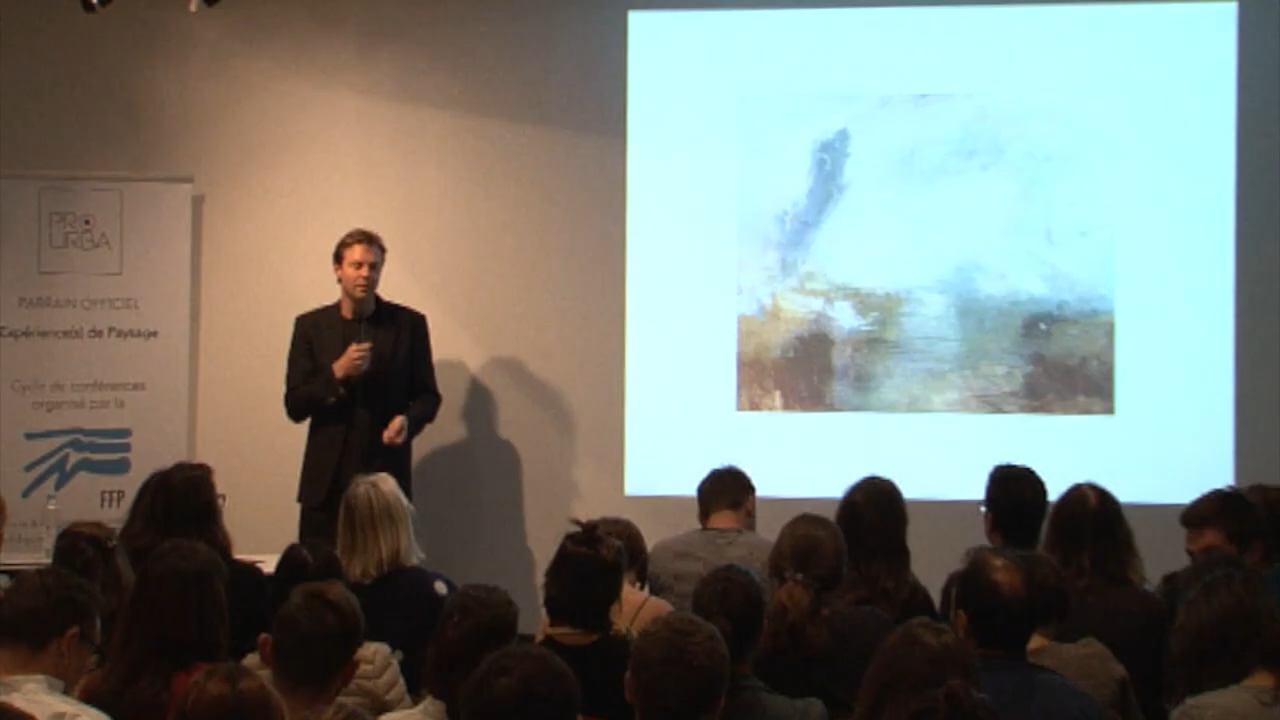 PRO
URBA
PARRAIN OFFICIEL
Expérience(s) de Paysage
Cycle de conférences
organisé par la
FFP